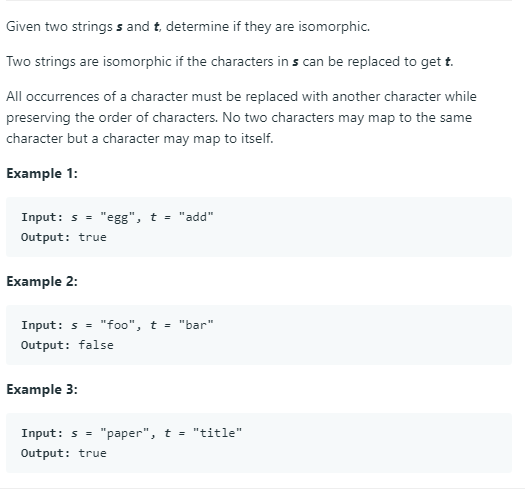 Given two strings s and t, determine if they are isomorphic.
Two strings are isomorphic if the characters in s can be replaced to get t.
All occurrences of a character must be replaced with another character while
preserving the order of characters. No two characters may map to the same
character but a character may map to itself.
Example 1:
Input: s = "egg", t = "add"
Output: true
Example 2:
Input: s = "foo", t = "bar"
Output: false
Example 3:
Input: s = "paper", t = "title"
Output: true